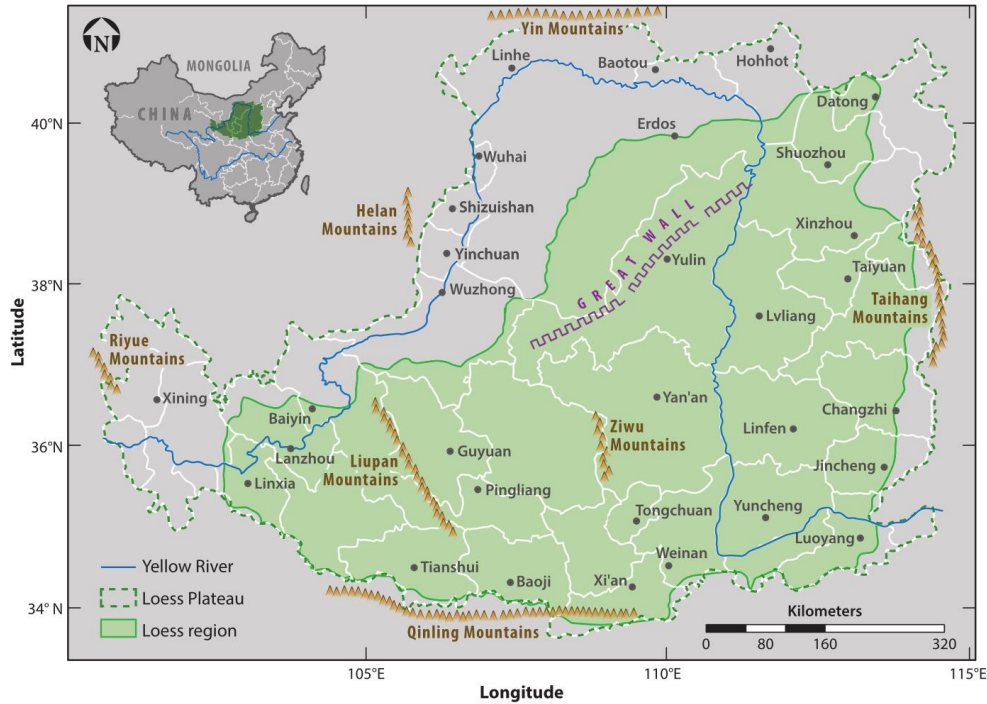 N
MONGOLIA
CHINA
Yin Mountains
Linhe
Baotou
Hohhot
Datong
40°N
Erdos
Shuozhou
Wuhai
Helan
Mountains
Shizuishan
GREAT WALL
Xinzhou
Yinchuan
Yulin
Taiyuan
38°N
Wuzhong
Taihang
Mountains
Lvliang
Latitude
Riyue
Mountains
Xining
Baiyin
Yan'an
Changzhi
36°N
Lanzhou
Liupan
Mountains
Guyuan
Ziwu
Mountains
Linfen
Linxia
Pingliang
Jincheng
Tongchuan
Yuncheng
Luoyang
Weinan
Tianshui
Baoji
Xi'an
Yellow River
Loess Plateau
Loess region
34°N
Qinling Mountains
Kilometers
0 80 160 320
105°E 110°E 115°E
Longitude